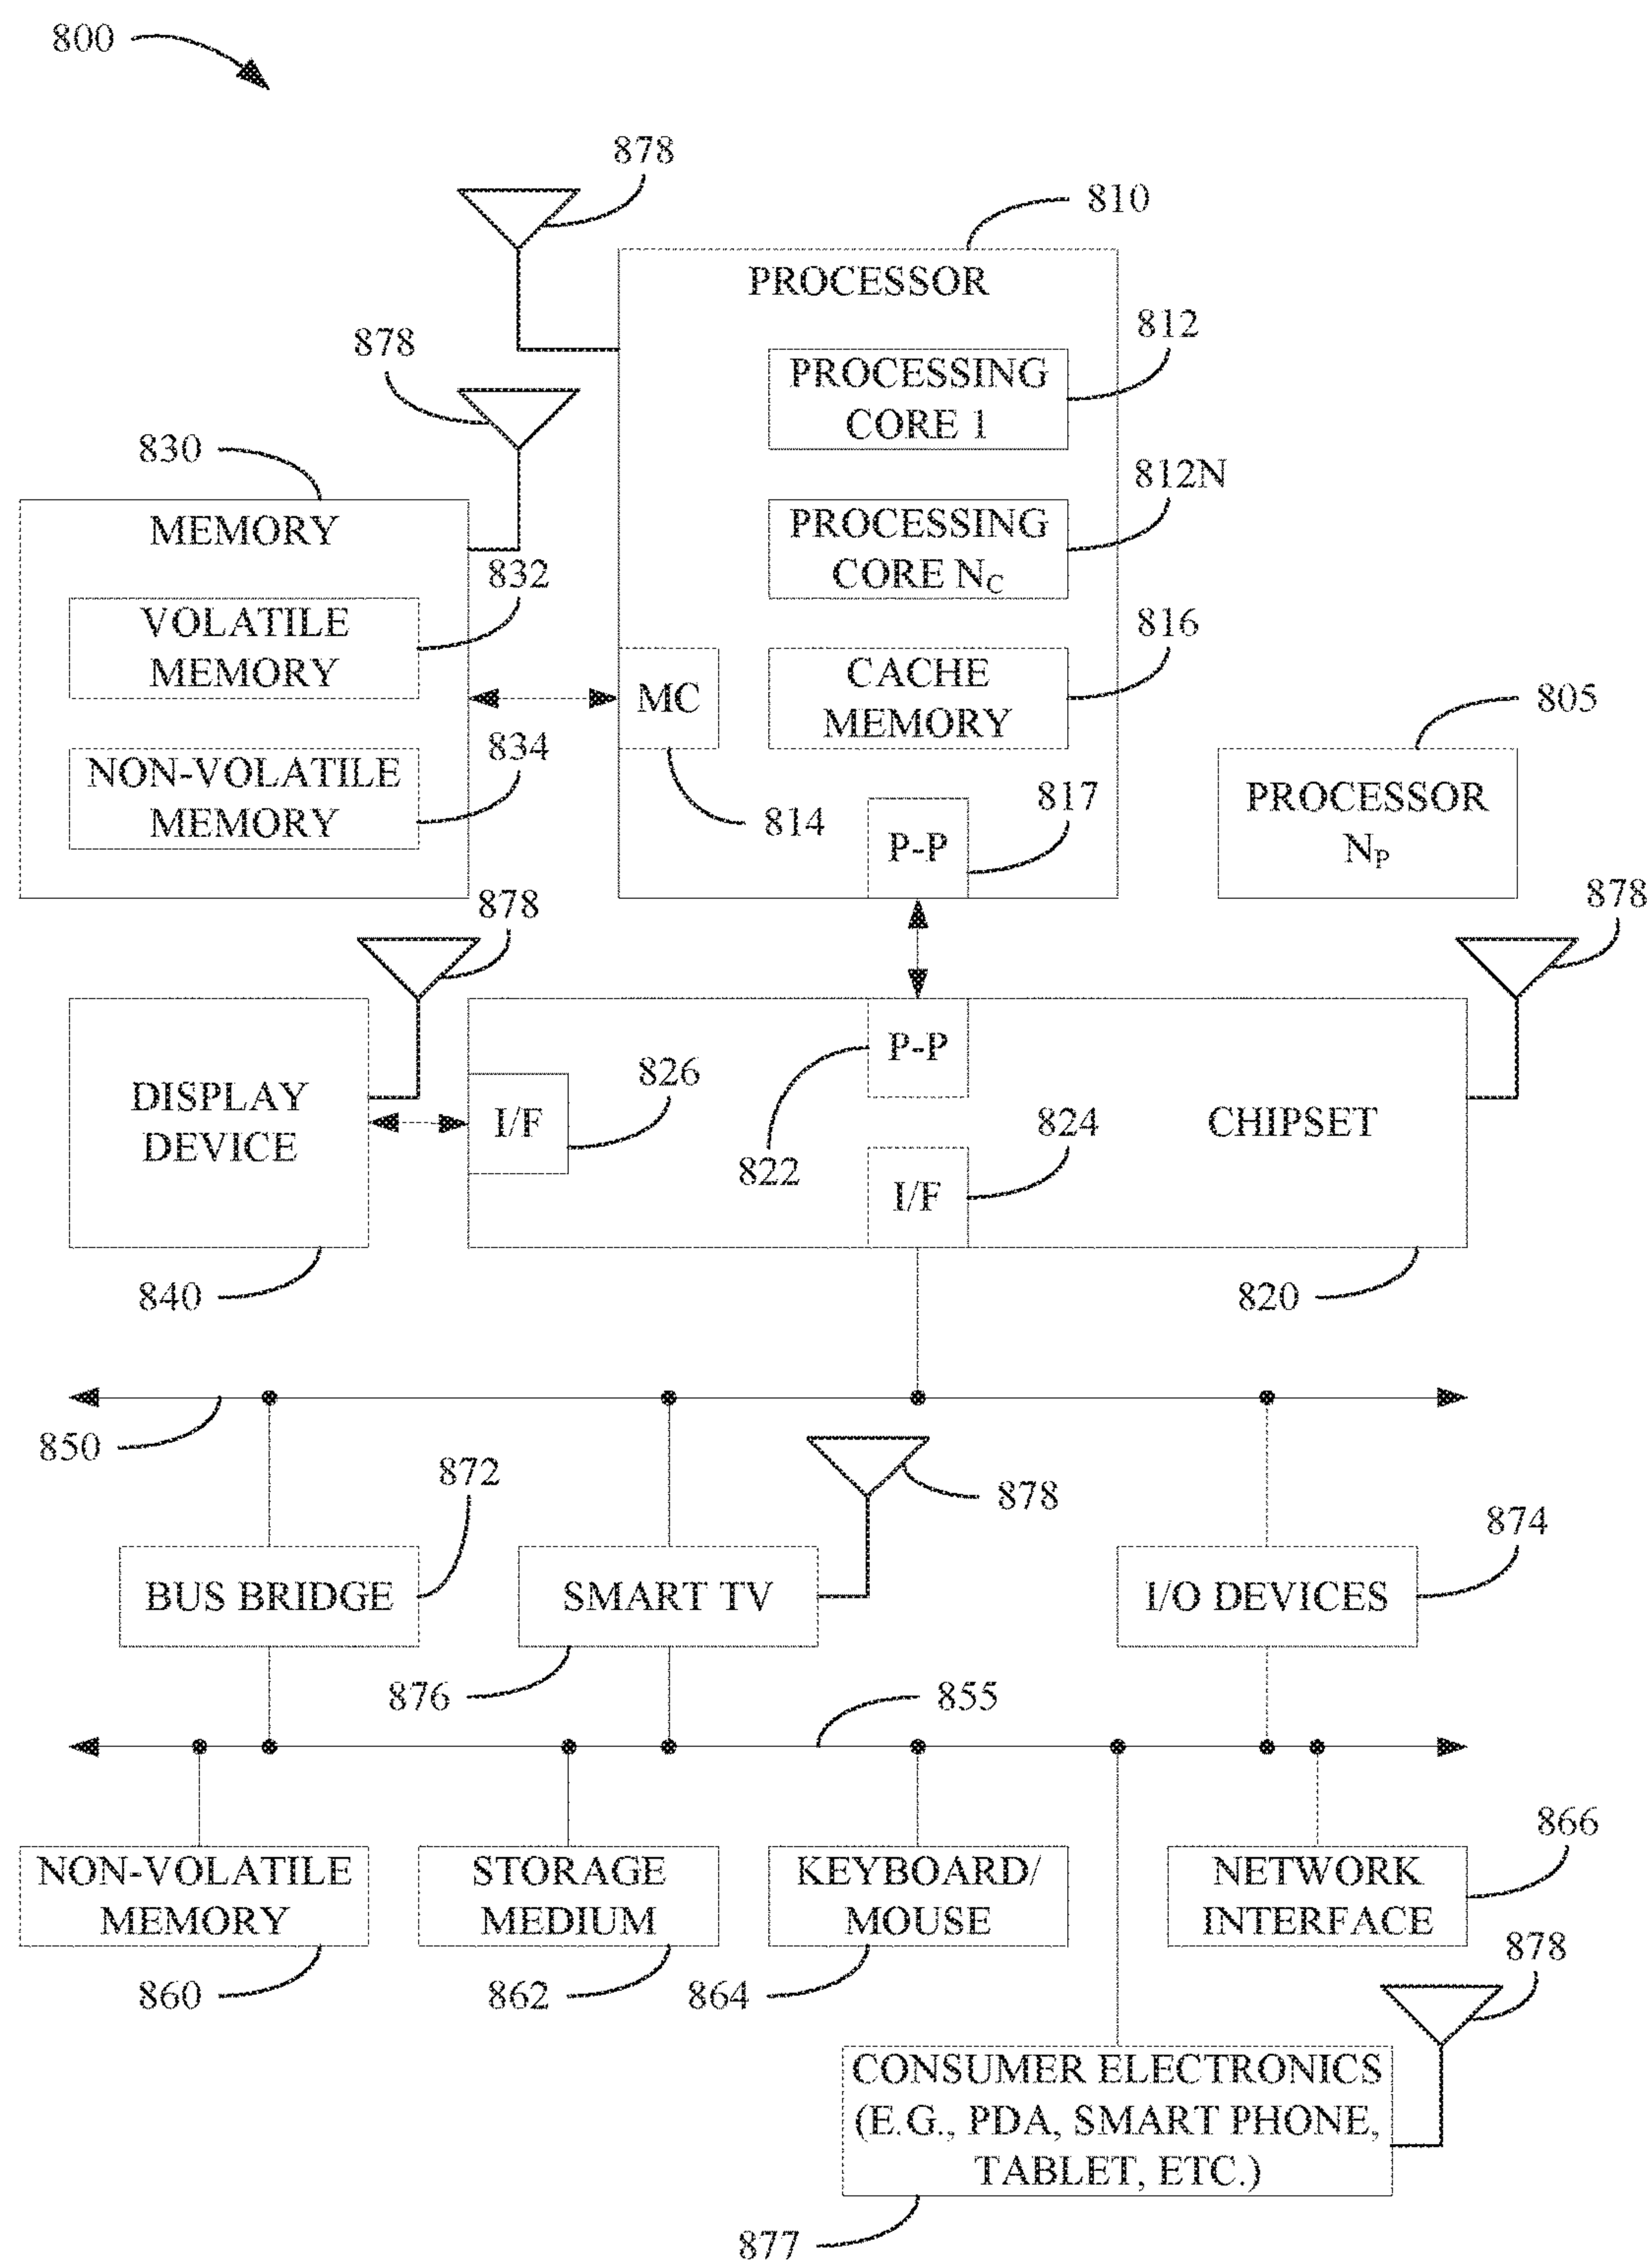 800
878
810
PROCESSOR
812
878
PROCESSING
CORE 1
830
812N
MEMORY
PROCESSING
CORE NC
832
VOLATILE
MEMORY
816
CACHE
MEMORY
MC
805
834
NON-VOLATILE
MEMORY
817
814
P-P
PROCESSOR
NP
878
878
P-P
826
DISPLAY
DEVICE
I/F
824
CHIPSET
822
I/F
840
820
850
872
878
874
BUS BRIDGE
SMART TV
I/O DEVICES
876
855
866
NON-VOLATILE
MEMORY
STORAGE
MEDIUM
KEYBOARD/
MOUSE
NETWORK
INTERFACE
878
860
862
864
CONSUMER ELECTRONICS
(E.G., PDA, SMART PHONE,
TABLET, ETC.)
877